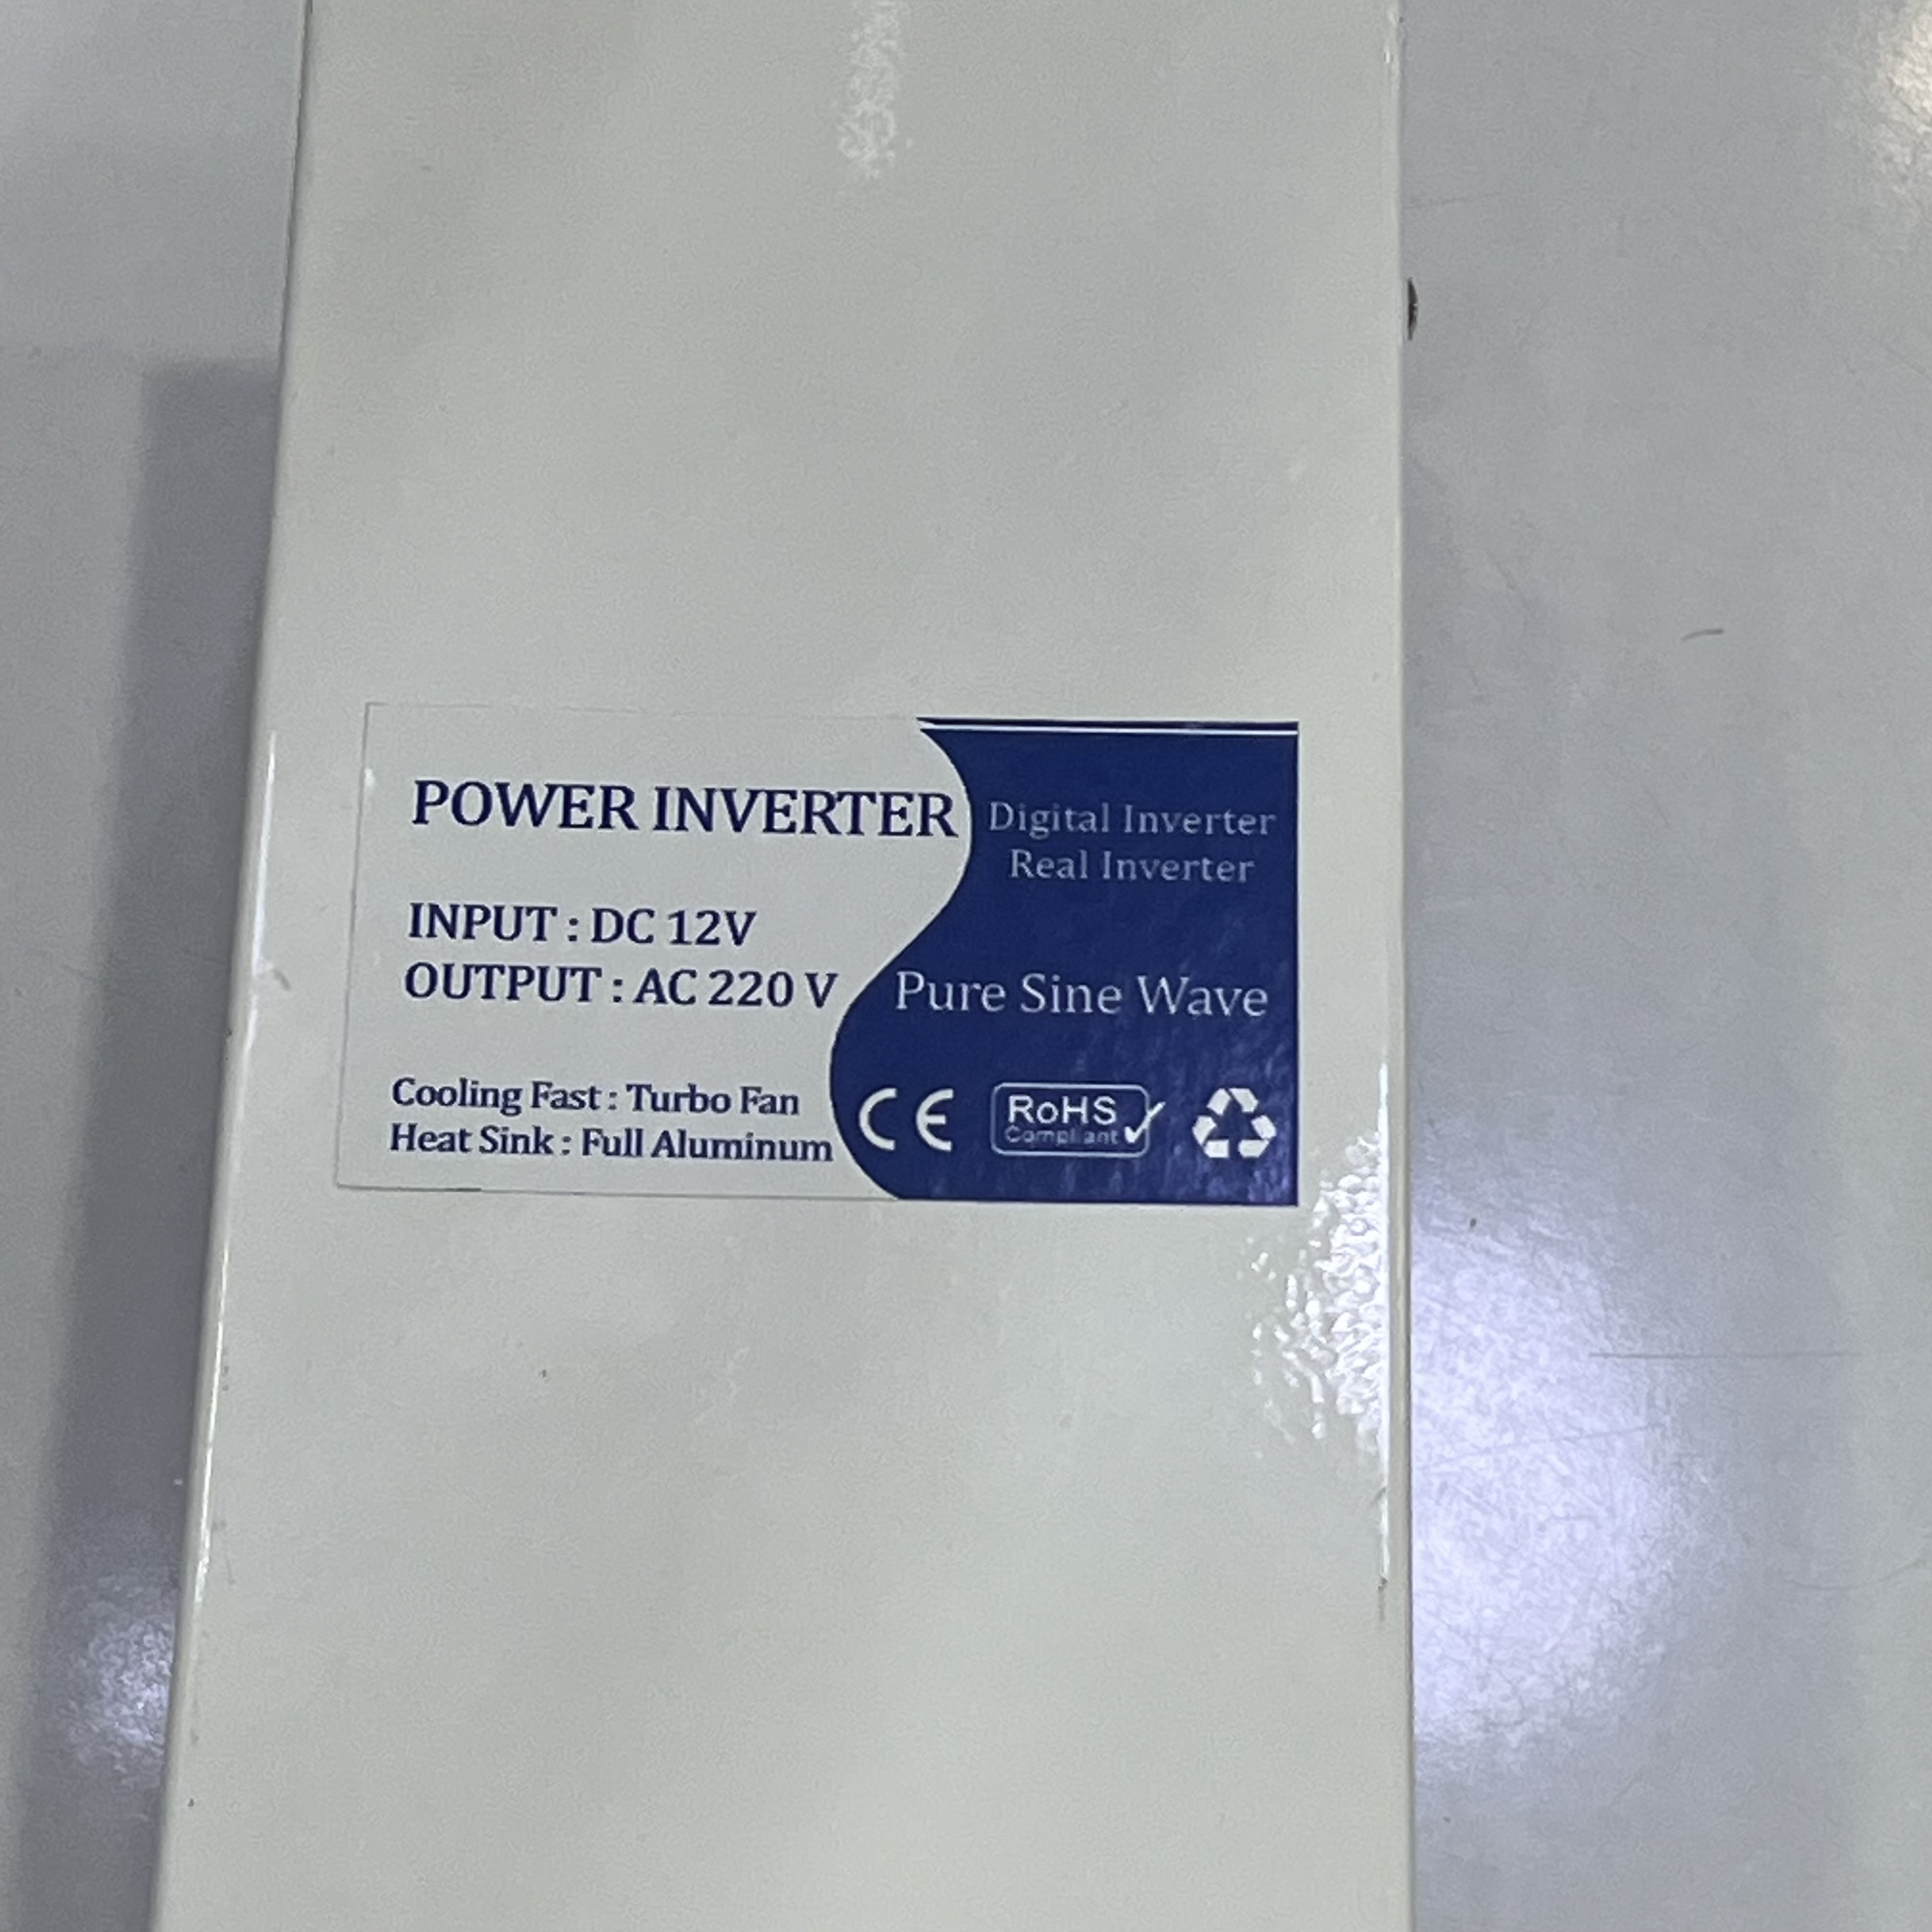 POWER INVERTER
INPUT : DC 12V
OUTPUT : AC 220 V
Cooling Fast : Turbo Fan
Heat Sink : Full Aluminum
Digital Inverter
Real Inverter
Pure Sine Wave
CE
RoHS
Compliant